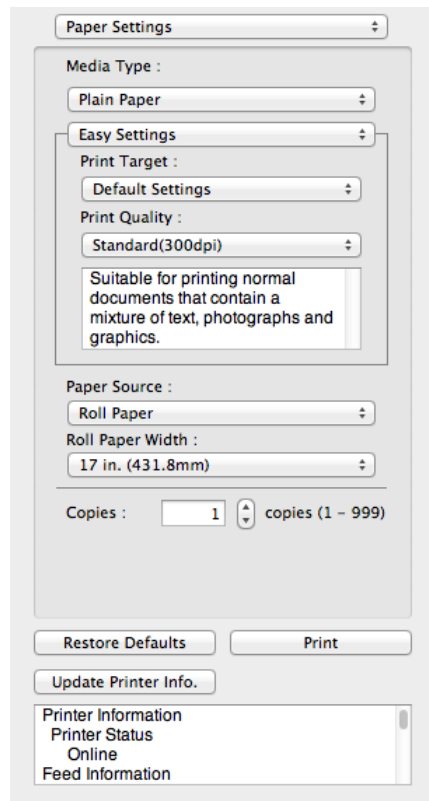 Paper Settings
Media Type :
Plain Paper
Easy Settings
Print Target :
Default Settings
Print Quality :
Standard(300dpi)
Suitable for printing normal
documents that contain a
mixture of text, photographs and
graphics.
Paper Source :
Roll Paper
Roll Paper Width :
17 in. (431.8mm)
Copies : 1 copies (1 – 999)
Restore Defaults Print
Update Printer Info.
Printer Information
Printer Status
Online
Feed Information